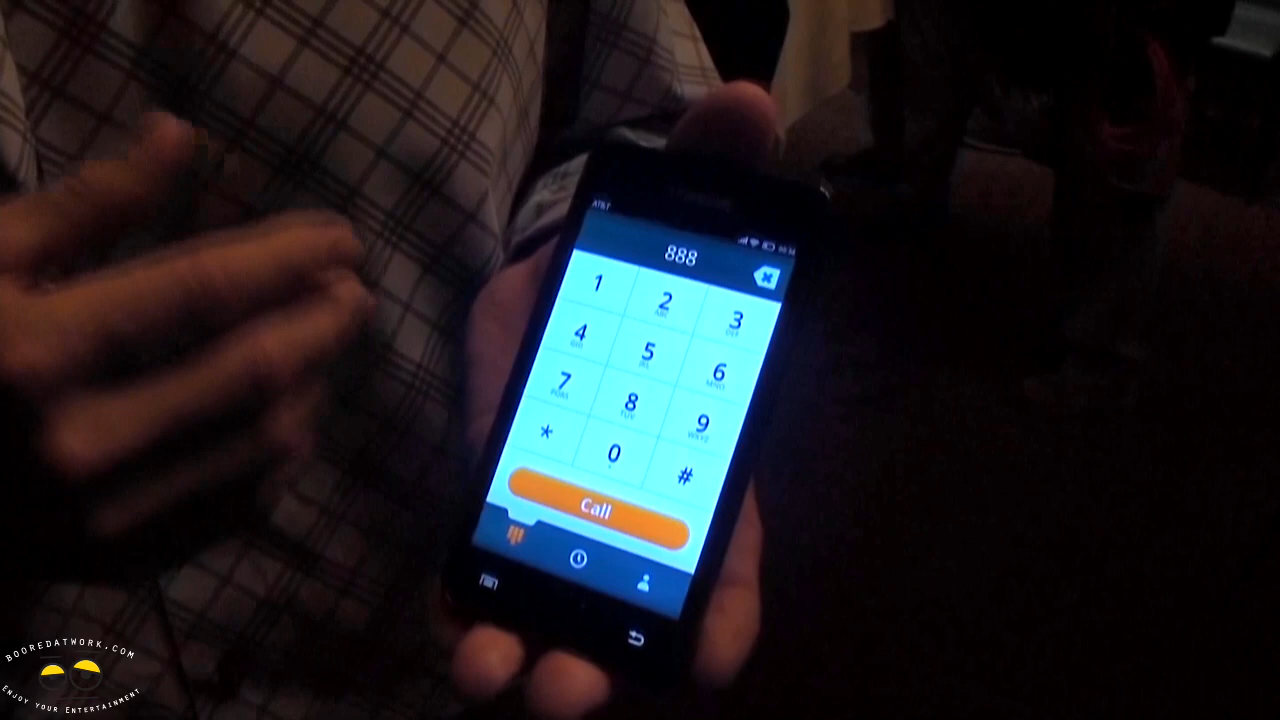 AT&T
888
1
2
ABC
3
DEF
4
GHI
5
JKL
6
MNO
7
PQRS
8
TUV
9
WXYZ
*
0
#
Call
BOOREDATWORK.COM
ENJOY YOUR ENTERTAINMENT